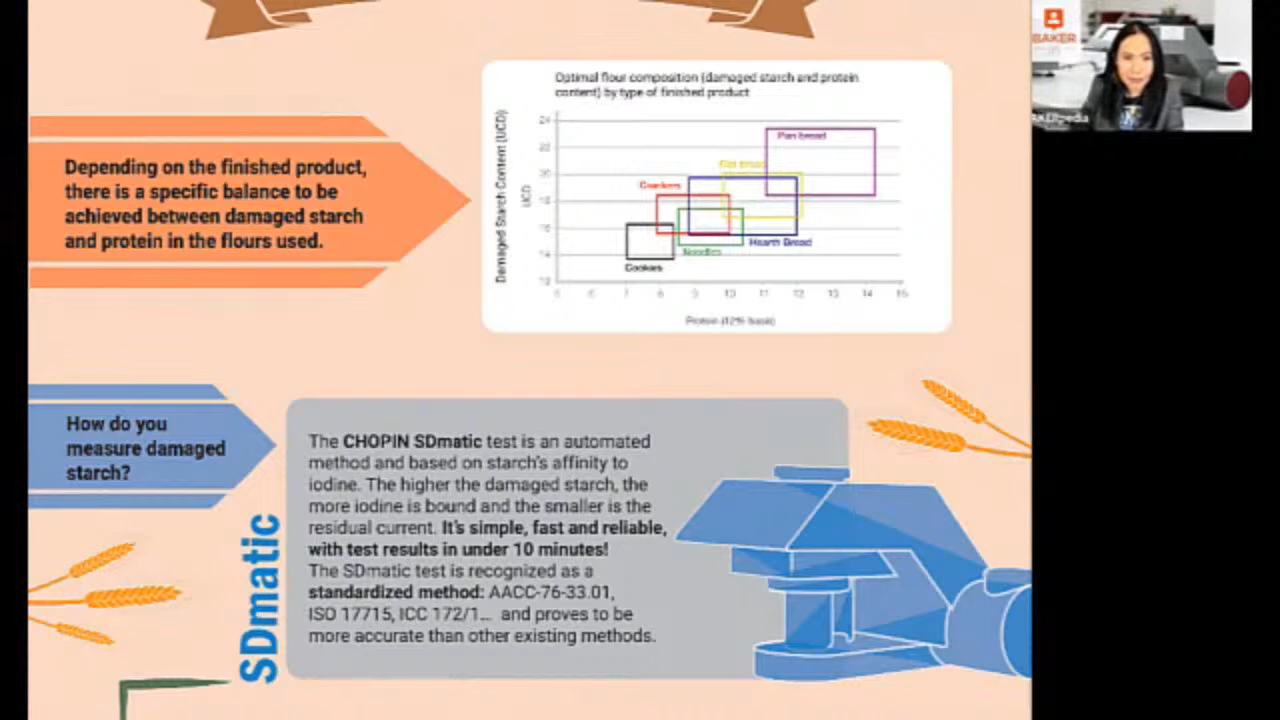 BAKER
AKERpedia
Optimal flour composition (damaged starch and protein
content) by type of finished product
Damaged Starch Content (UCD)
UCD
24
22
20
18
16
14
Pan bread
Crackers
Hearth Bread
Noodles
Cookies
7
8
9
10
11
12
13
14
15
Protein (12% basis)
Depending on the finished product,
there is a specific balance to be
achieved between damaged starch
and protein in the flours used.
How do you
measure damaged
starch?
SDmatic
The CHOPIN SDmatic test is an automated
method and based on starch's affinity to
iodine. The higher the damaged starch, the
more iodine is bound and the smaller is the
residual current. It's simple, fast and reliable,
with test results in under 10 minutes!
The SDmatic test is recognized as a
standardized method: AACC-76-33.01,
ISO 17715, ICC 172/1... and proves to be
more accurate than other existing methods.